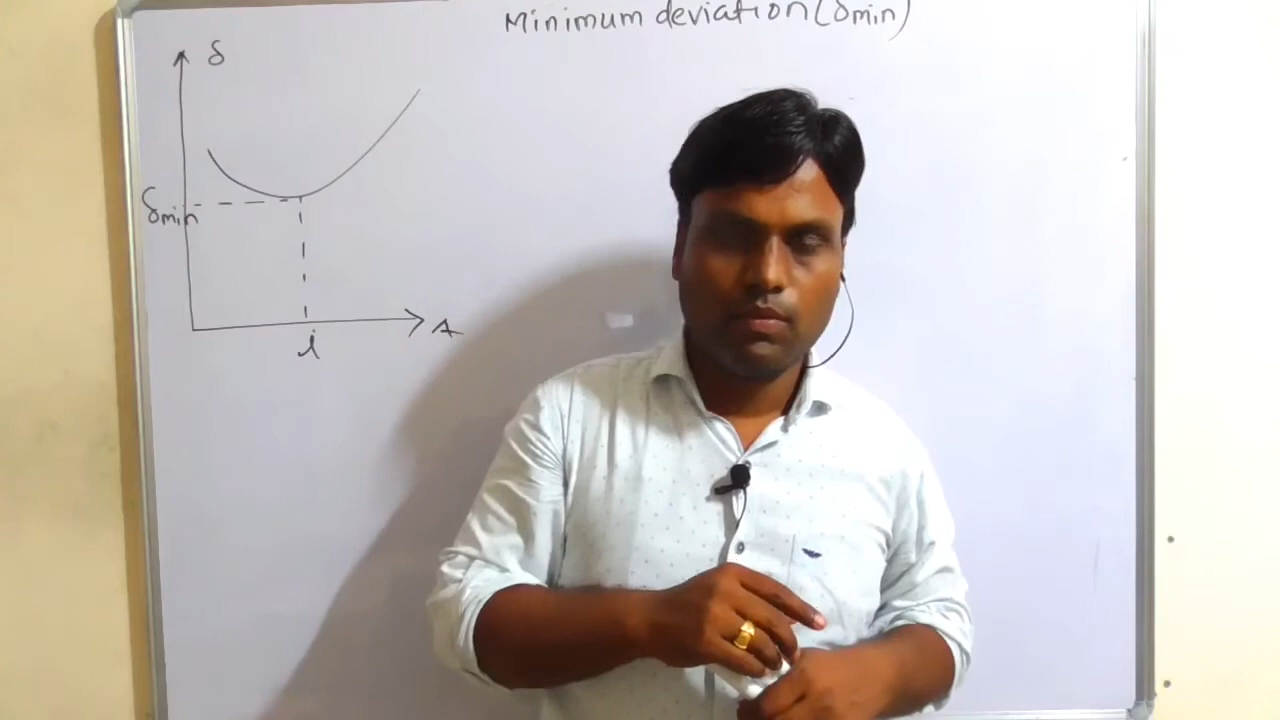 Minimum deviation (δmin)
δ
δmin
A
i